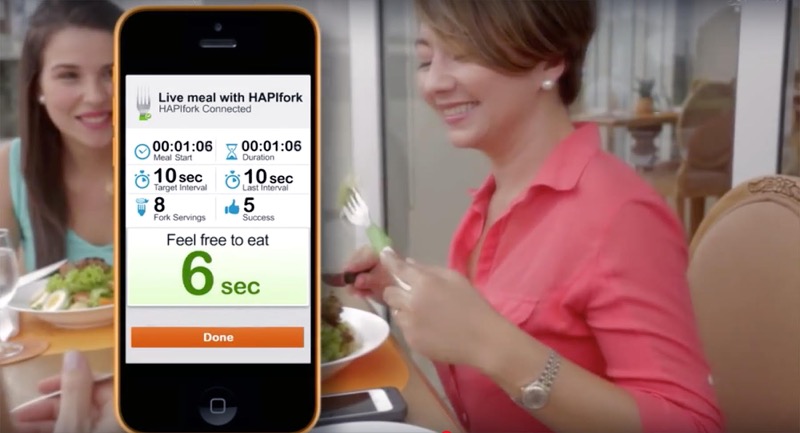 Live meal with HAPIfork
HAPIfork Connected
00:01:06 00:01:06
Meal Start Duration
10 sec 10 sec
Target Interval Last Interval
8 5
Fork Servings Success
Feel free to eat
6 sec
Done